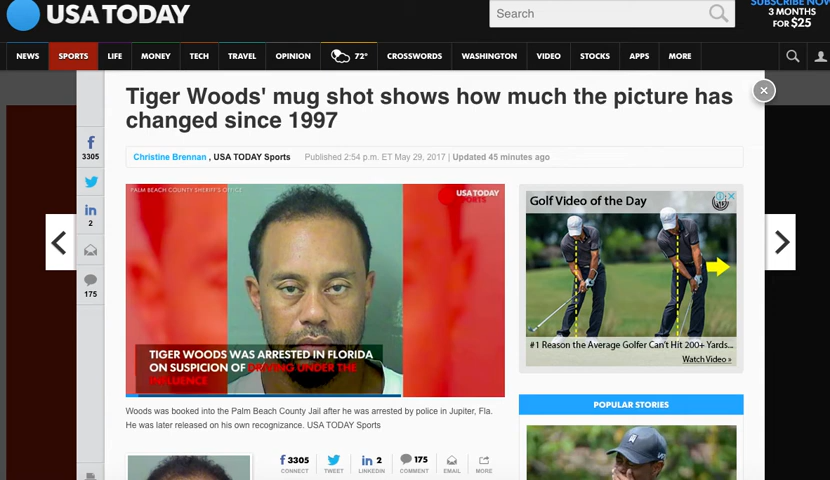 USA TODAY
Search
SUBSCRIBE NOW
3 MONTHS
FOR $25
NEWS SPORTS LIFE MONEY TECH TRAVEL OPINION 72° CROSSWORDS WASHINGTON VIDEO STOCKS APPS MORE
Tiger Woods' mug shot shows how much the picture has
changed since 1997
Christine Brennan , USA TODAY Sports Published 2:54 p.m. ET May 29, 2017 | Updated 45 minutes ago
3305
in
2
175
PALM BEACH COUNTY SHERIFF'S OFFICE
USA TODAY
SPORTS
TIGER WOODS WAS ARRESTED IN FLORIDA
ON SUSPICION OF DRIVING UNDER THE
INFLUENCE
Woods was booked into the Palm Beach County Jail after he was arrested by police in Jupiter, Fla.
He was later released on his own recognizance. USA TODAY Sports
f 3305
CONNECT
TWEET
in 2
LINKEDIN
175
COMMENT
EMAIL
MORE
Golf Video of the Day
#1 Reason the Average Golfer Can't Hit 200+ Yards...
Watch Video »
POPULAR STORIES